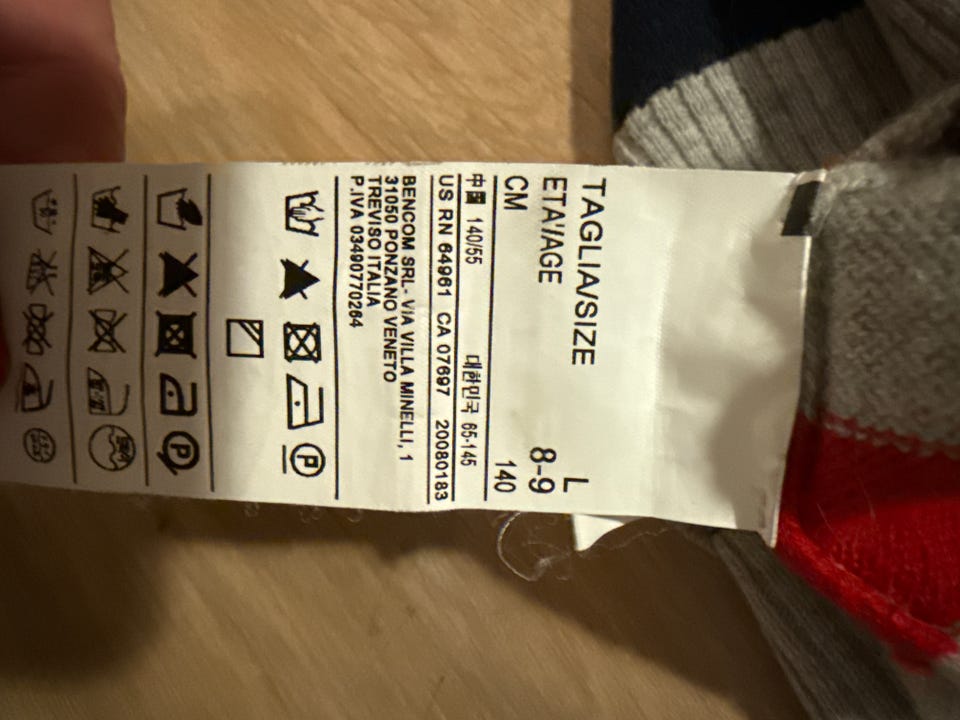 TAGLIA/SIZE L
ETA'/AGE 8-9
CM 140
中國 140/55 대한민국 65-145
US RN 64961 CA 07697 20080183
BENCOM SRL- VIA VILLA MINELLI, 1
31050 PONZANO VENETO
TREVISO ITALIA
P.IVA 03490770264
P
P